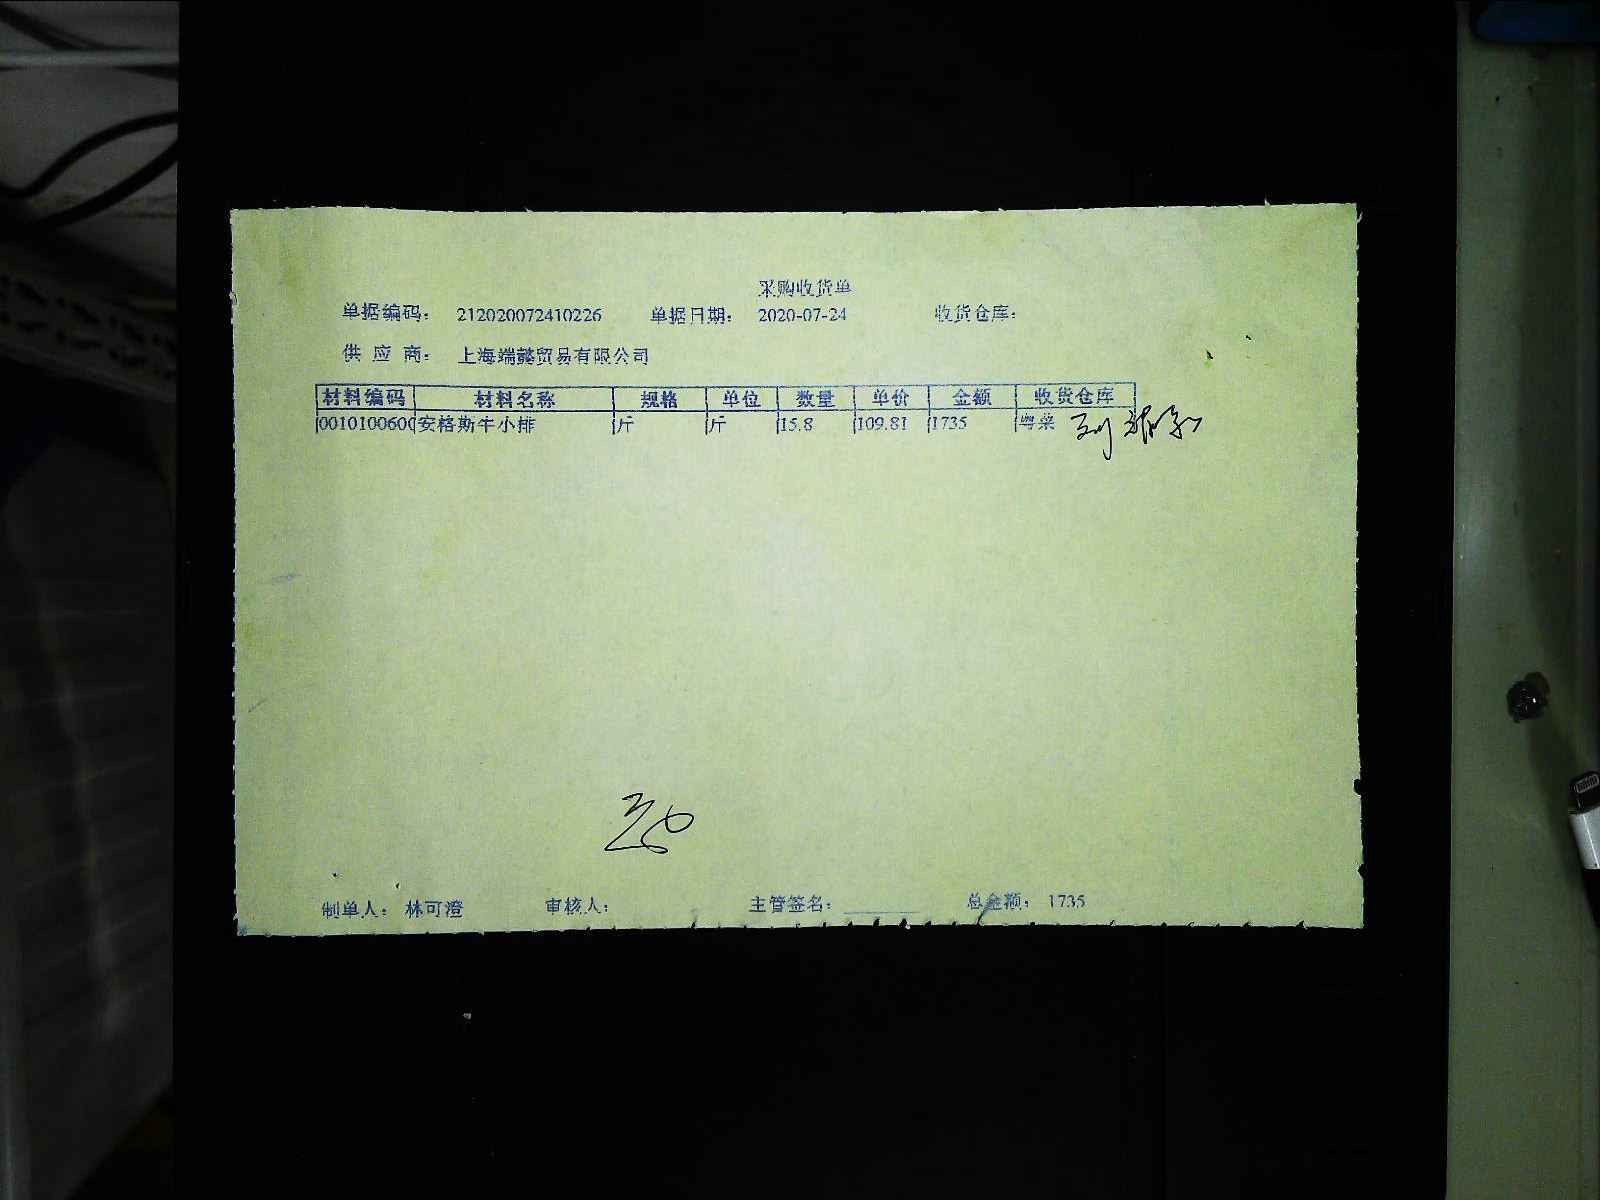 采购收货单
单据编码： 212020072410226 单据日期： 2020-07-24 收货仓库：
供 应 商： 上海端懿贸易有限公司
材料编码 材料名称 规格 单位 数量 单价 金额 收货仓库
0010100600 安格斯牛小排 斤 斤 15.8 109.81 1735 粤菜
制单人： 林可澄 审核人： 主管签名： 总金额： 1735